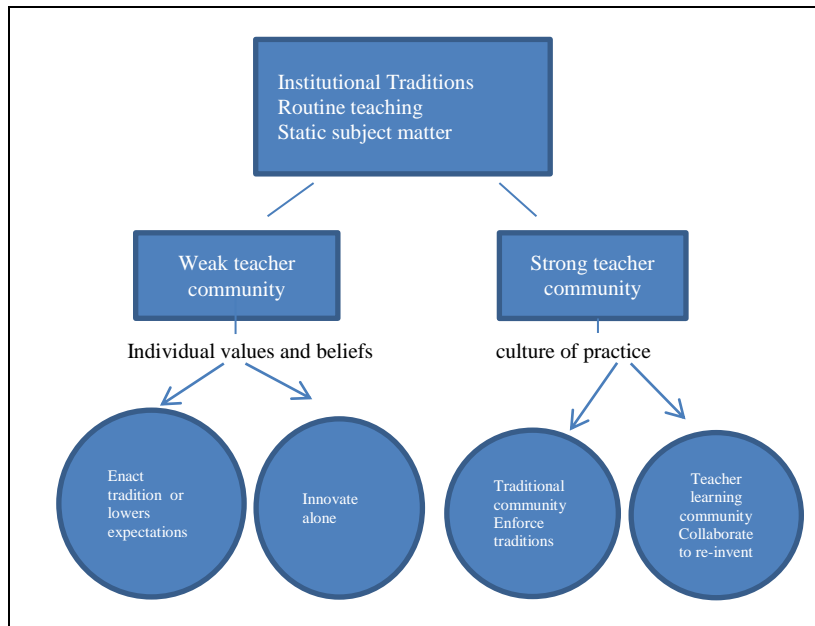 Institutional Traditions
Routine teaching
Static subject matter
Weak teacher
community
Strong teacher
community
Individual values and beliefs
culture of practice
Enact
tradition or
lowers
expectations
Innovate
alone
Traditional
community
Enforce
traditions
Teacher
learning
community
Collaborate
to re-invent